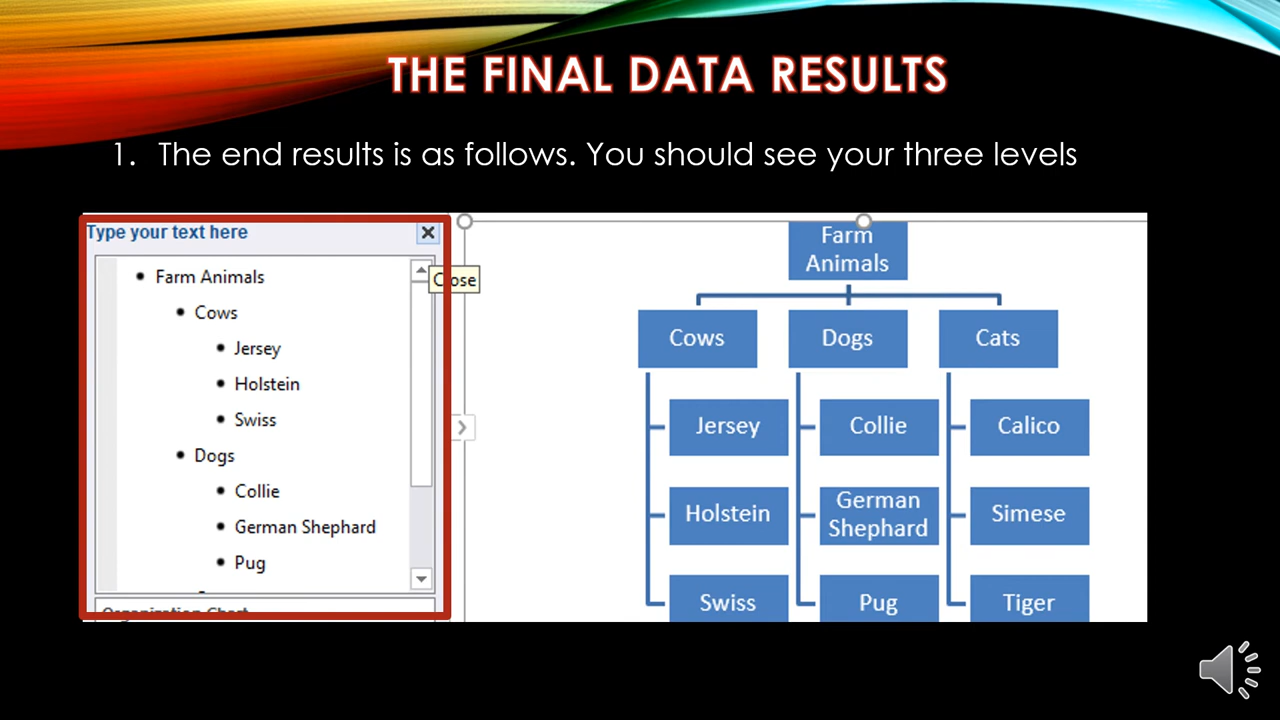 THE FINAL DATA RESULTS
1. The end results is as follows. You should see your three levels
Type your text here
Close
• Farm Animals
• Cows
• Jersey
• Holstein
• Swiss
• Dogs
• Collie
• German Shephard
• Pug
Organization Chart
Farm
Animals
Cows
Dogs
Cats
Jersey
Collie
Calico
Holstein
German
Shephard
Simese
Swiss
Pug
Tiger